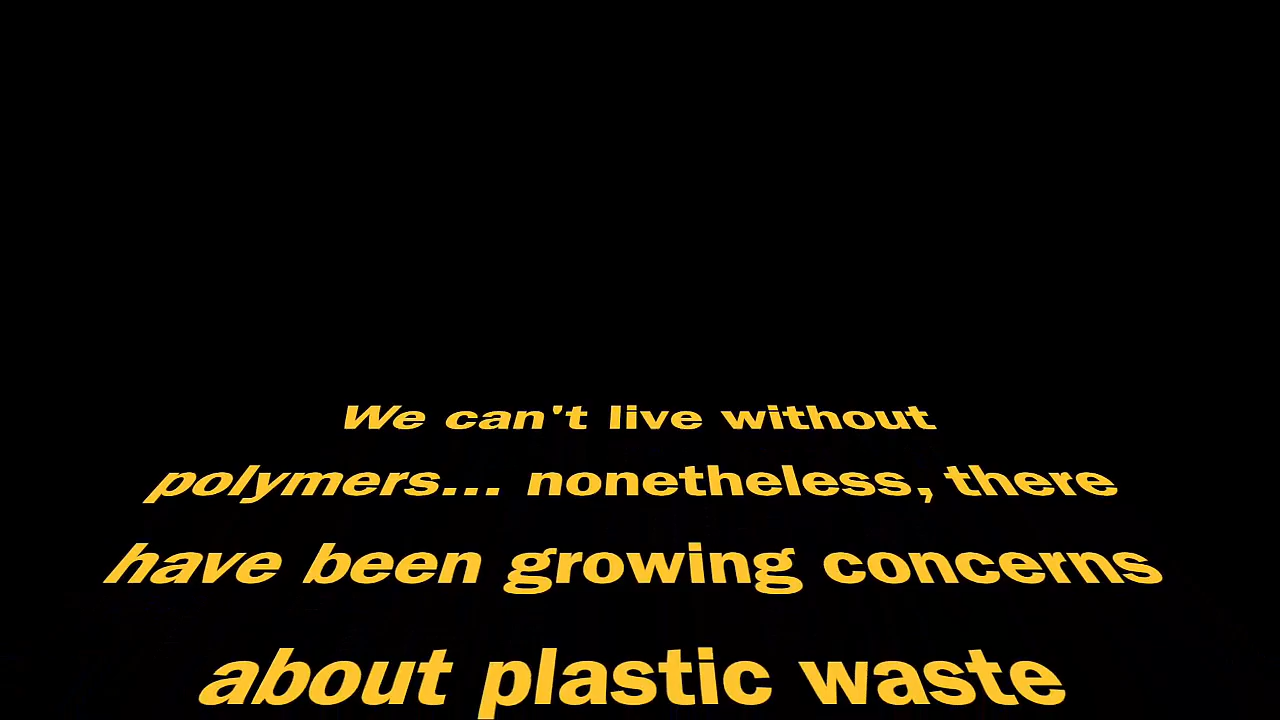 We can't live without
polymers... nonetheless, there
have been growing concerns
about plastic waste